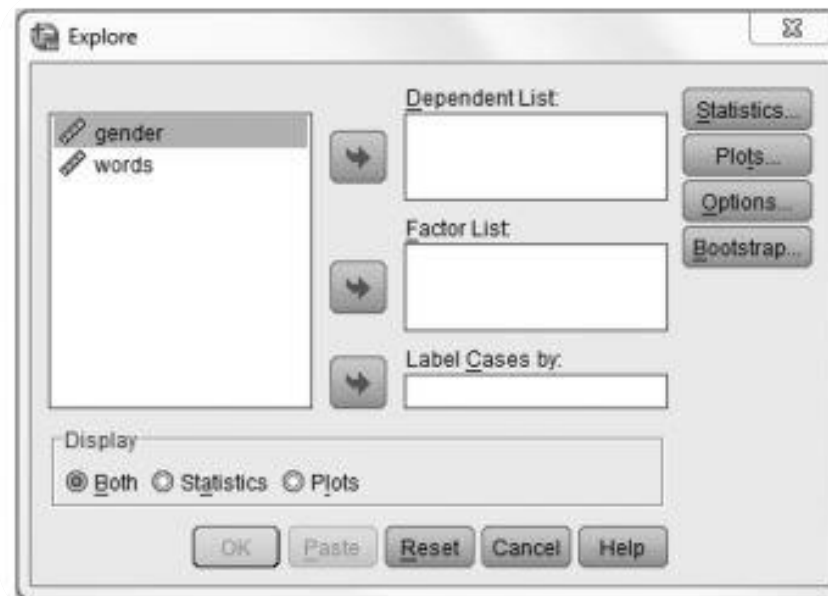 Explore
gender
words
Dependent List:
Factor List:
Label Cases by:
Statistics...
Plots...
Options...
Bootstrap...
Display
Both Statistics Plots
OK Paste Reset Cancel Help